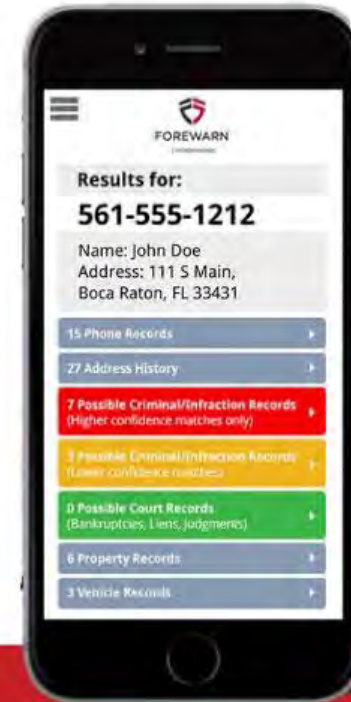 FOREWARN
Results for:
561-555-1212
Name: John Doe
Address: 111 S Main,
Boca Raton, FL 33431
15 Phone Records
27 Address History
7 Possible Criminal/Infraction Records
(Higher confidence matches only)
3 Possible Criminal/Infraction Records
(Lower confidence matches)
0 Possible Court Records
(Bankruptcies, Liens, Judgments)
6 Property Records
3 Vehicle Records